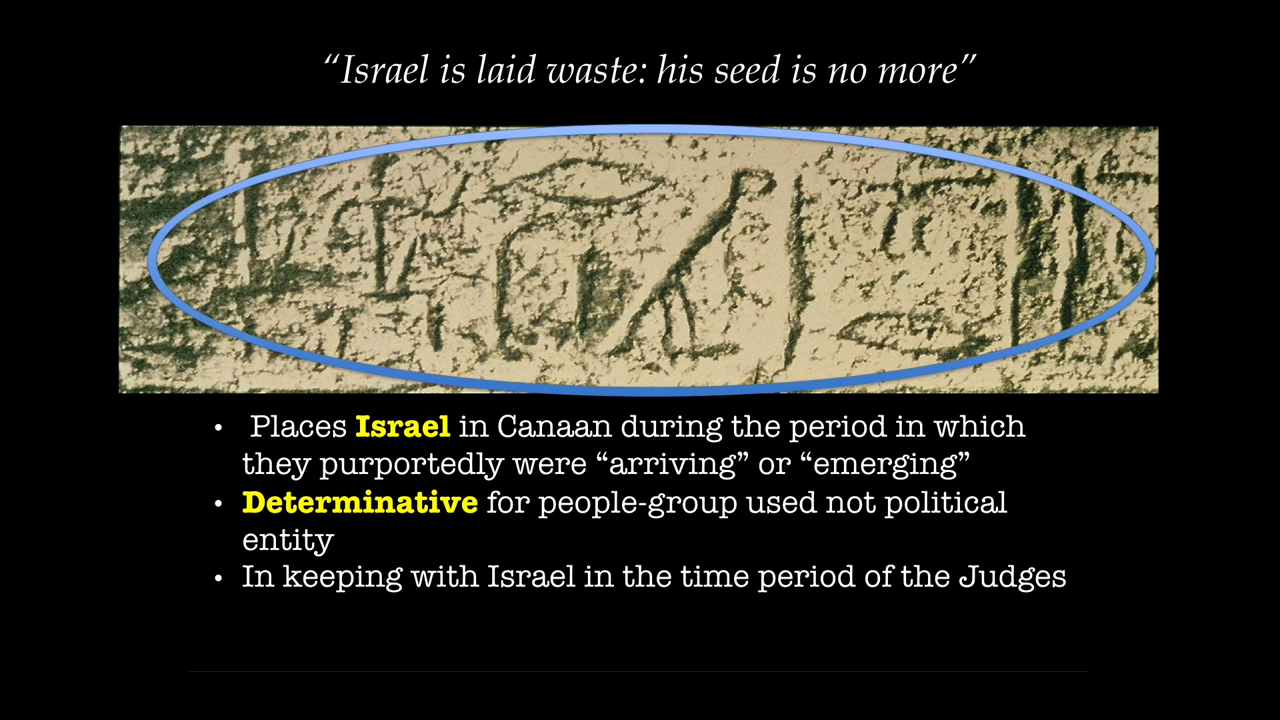 “Israel is laid waste: his seed is no more”
• Places Israel in Canaan during the period in which
they purportedly were “arriving” or “emerging”
• Determinative for people-group used not political
entity
• In keeping with Israel in the time period of the Judges